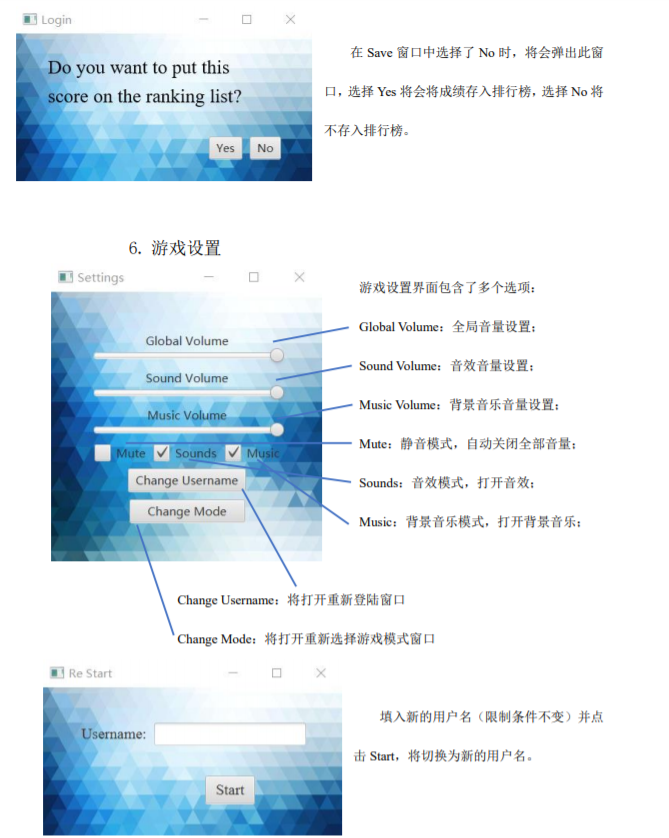 Login
Do you want to put this
score on the ranking list?
Yes No
在 Save 窗口中选择了 No 时，将会弹出此窗
口，选择 Yes 将会将成绩存入排行榜，选择 No 将
不存入排行榜。
6. 游戏设置
Settings
Global Volume
Sound Volume
Music Volume
Mute Sounds Music
Change Username
Change Mode
游戏设置界面包含了多个选项：
Global Volume：全局音量设置；
Sound Volume：音效音量设置；
Music Volume：背景音乐音量设置；
Mute：静音模式，自动关闭全部音量；
Sounds：音效模式，打开音效；
Music：背景音乐模式，打开背景音乐；
Change Username：将打开重新登陆窗口
Change Mode：将打开重新选择游戏模式窗口
Re Start
Username:
Start
填入新的用户名（限制条件不变）并点
击 Start，将切换为新的用户名。